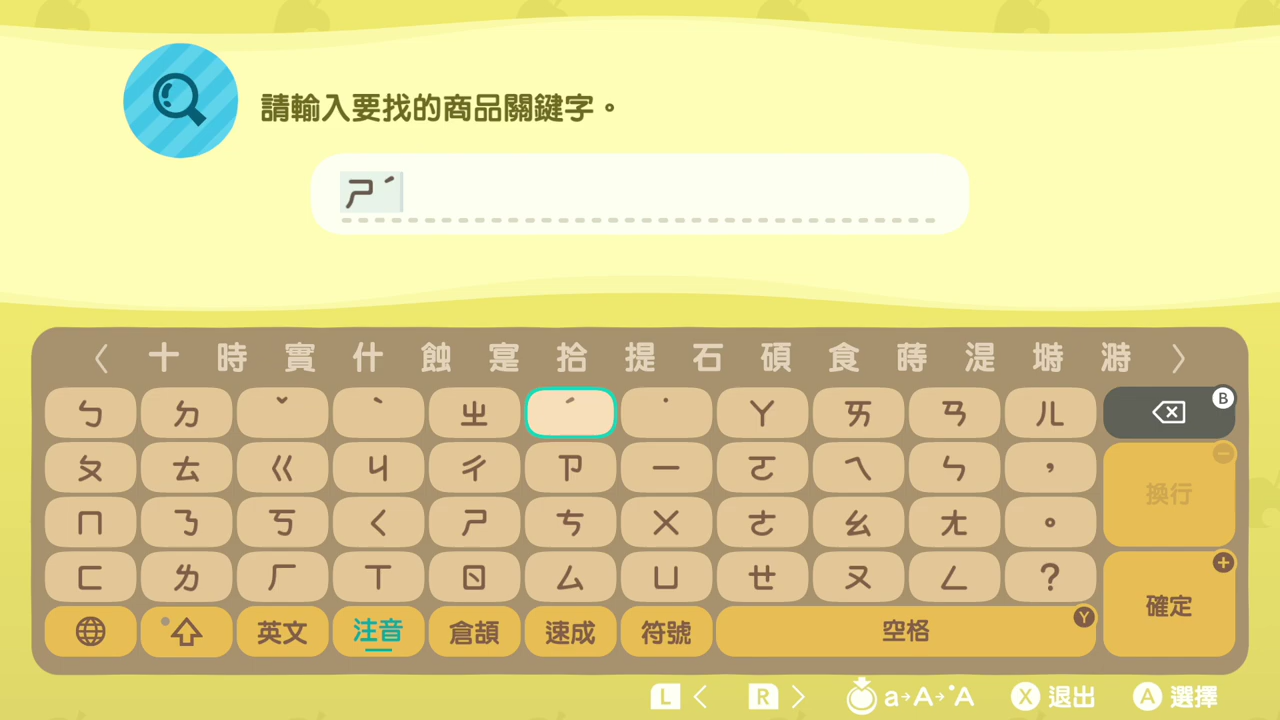 請輸入要找的商品關鍵字。
ㄕˊ
〈 十 時 實 什 蝕 寔 拾 提 石 碩 食 蒔 湜 塒 溡 〉
ㄅ ㄉ ˇ ˋ ㄓ ˊ ˙ ㄚ ㄞ ㄢ ㄦ B
ㄆ ㄊ ㄍ ㄐ ㄔ ㄗ ㄧ ㄛ ㄟ ㄣ , 換行
ㄇ ㄋ ㄎ ㄑ ㄕ ㄘ ㄨ ㄜ ㄠ ㄤ 。
ㄈ ㄌ ㄏ ㄒ ㄖ ㄙ ㄩ ㄝ ㄡ ㄥ ? 確定
英文 注音 倉頡 速成 符號 空格 Y
L 〈 R 〉 a→A→•A X 退出 A 選擇